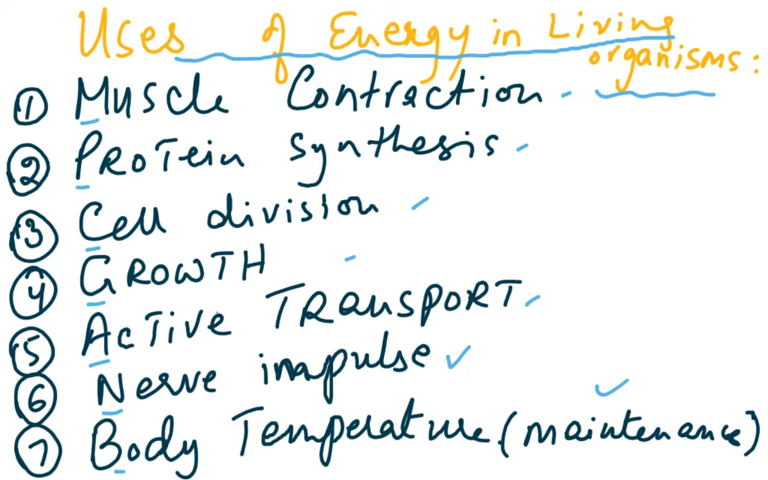 Uses of Energy in Living
organisms:
① Muscle Contraction
② PROTein Synthesis
③ Cell division
④ GROWTH
⑤ AcTive TRansPORT
⑥ Nerve impulse
⑦ Body Temperature (maintenance)